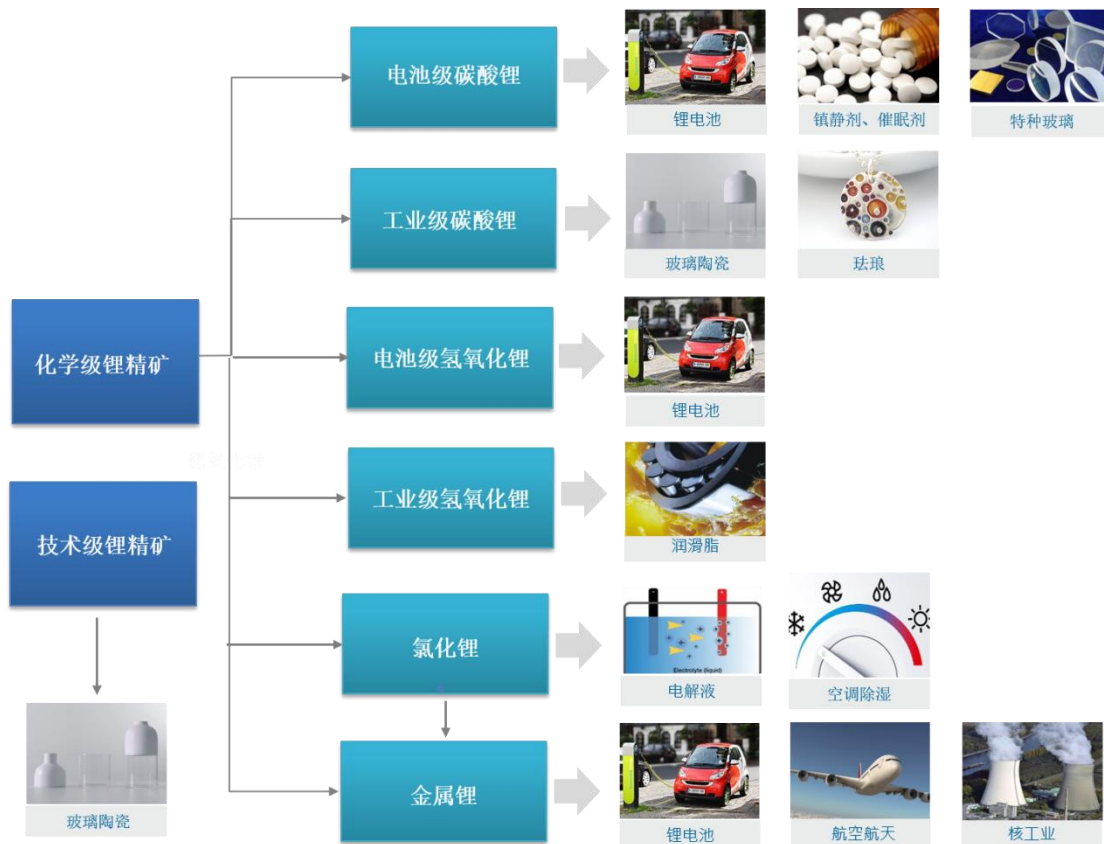 电池级碳酸锂
锂电池
镇静剂、催眠剂
特种玻璃
工业级碳酸锂
玻璃陶瓷
珐琅
化学级锂精矿
电池级氢氧化锂
锂电池
技术级锂精矿
工业级氢氧化锂
润滑脂
氯化锂
Electrolyte (liquid)
电解液
空调除湿
玻璃陶瓷
金属锂
锂电池
航空航天
核工业